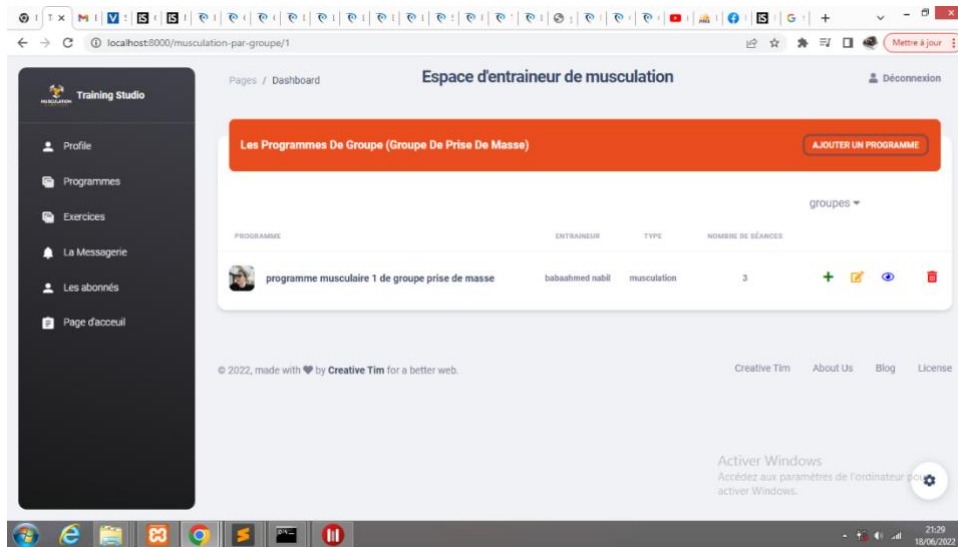 localhost:8000/musculation-par-groupe/1
Mettre à jour
MUSCULATION
Training Studio
Pages / Dashboard
Espace d'entraineur de musculation
Déconnexion
Profile
Programmes
Exercices
La Messagerie
Les abonnés
Page d'acceuil
Les Programmes De Groupe (Groupe De Prise De Masse)
AJOUTER UN PROGRAMME
groupes
PROGRAMME ENTRAINEUR TYPE NOMBRE DE SÉANCES
programme musculaire 1 de groupe prise de masse babaahmed nabil musculation 3
© 2022, made with by Creative Tim for a better web.
Creative Tim About Us Blog License
Activer Windows
Accédez aux paramètres de l'ordinateur pour
activer Windows.
21:29
18/06/2022